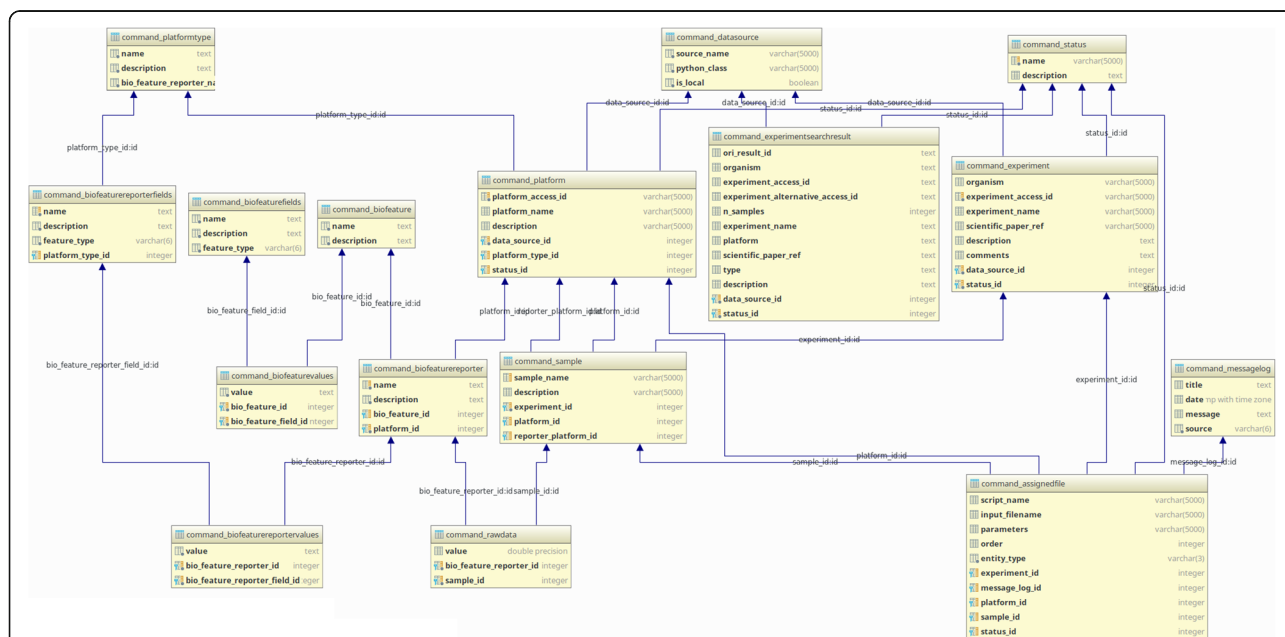 command_platformtype
name text
description text
bio_feature_reporter_na
command_datasource
source_name varchar(5000)
python_class varchar(5000)
is_local boolean
command_status
name varchar(5000)
description text
data_source_id:id
data_source_id:id
data_source_id:id
status_id:id
status_id:id
status_id:id
platform_type_id:id
platform_type_id:id
command_experimentsearchresult
ori_result_id text
organism text
experiment_access_id text
experiment_alternative_access_id text
n_samples integer
experiment_name text
platform text
scientific_paper_ref text
type text
description text
data_source_id integer
status_id integer
command_experiment
organism varchar(5000)
experiment_access_id varchar(5000)
experiment_name varchar(5000)
scientific_paper_ref varchar(5000)
description text
comments text
data_source_id integer
status_id integer
status_id:id
command_platform
platform_access_id varchar(5000)
platform_name varchar(5000)
description varchar(5000)
data_source_id integer
platform_type_id integer
status_id integer
command_biofeaturereporterfields
name text
description text
feature_type varchar(6)
platform_type_id integer
command_biofeaturefields
name text
description text
feature_type varchar(6)
command_biofeature
name text
description text
bio_feature_id:id
bio_feature_id:id
bio_feature_field_id:id
platform_id:id
reporter_platform_id:id
platform_id:id
experiment_id:id
bio_feature_reporter_field_id:id
command_biofeaturevalues
value text
bio_feature_id integer
bio_feature_field_id nteger
command_biofeaturereporter
name text
description text
bio_feature_id integer
platform_id integer
command_sample
sample_name varchar(5000)
description varchar(5000)
experiment_id integer
platform_id integer
reporter_platform_id integer
experiment_id:id
command_messagelog
title text
date np with time zone
message text
source varchar(6)
bio_feature_reporter_id:id
platform_id:id
sample_id:id
message_log_id:id
bio_feature_reporter_id:id
sample_id:id
command_assignedfile
script_name varchar(5000)
input_filename varchar(5000)
parameters varchar(5000)
order integer
entity_type varchar(3)
experiment_id integer
message_log_id integer
platform_id integer
sample_id integer
status_id integer
command_biofeaturereportervalues
value text
bio_feature_reporter_id integer
bio_feature_reporter_field_id eger
command_rawdata
value double precision
bio_feature_reporter_id integer
sample_id integer